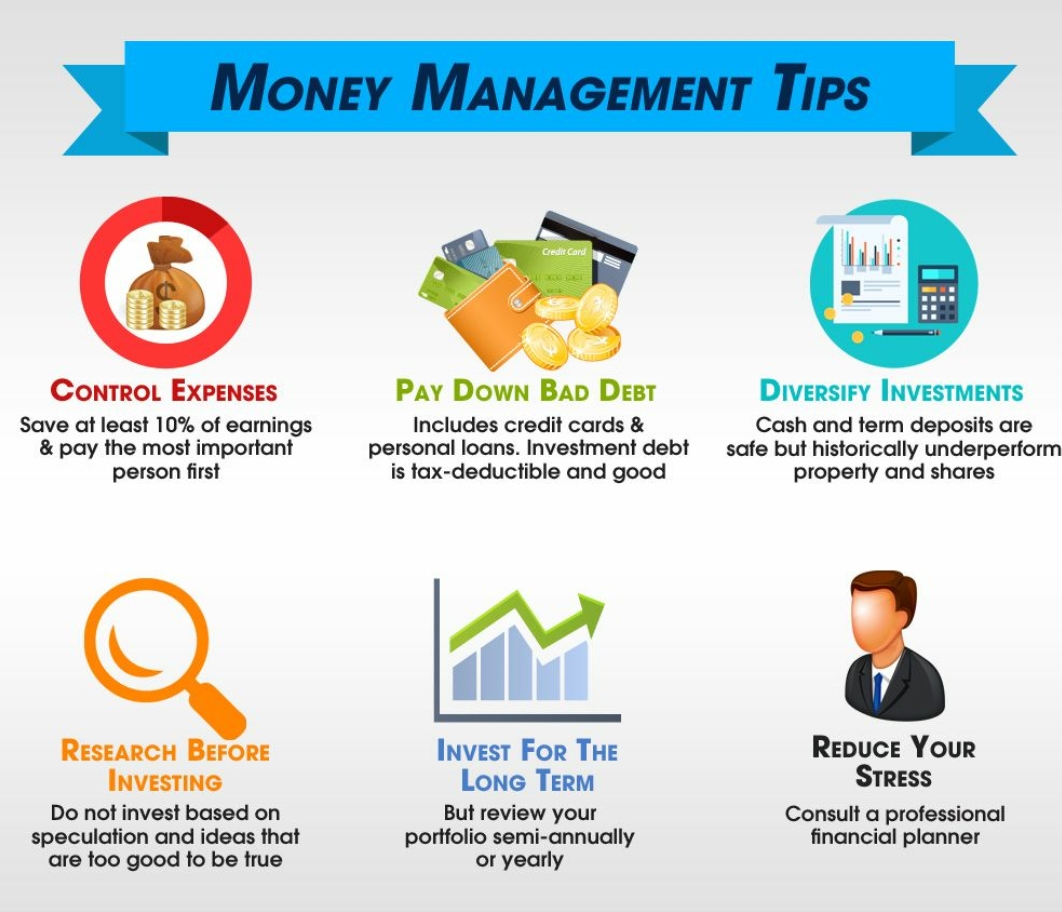 MONEY MANAGEMENT TIPS
Credit Card
CONTROL EXPENSES
Save at least 10% of earnings
& pay the most important
person first
PAY DOWN BAD DEBT
Includes credit cards &
personal loans. Investment debt
is tax-deductible and good
DIVERSIFY INVESTMENTS
Cash and term deposits are
safe but historically underperform
property and shares
RESEARCH BEFORE
INVESTING
Do not invest based on
speculation and ideas that
are too good to be true
INVEST FOR THE
LONG TERM
But review your
portfolio semi-annually
or yearly
REDUCE YOUR
STRESS
Consult a professional
financial planner